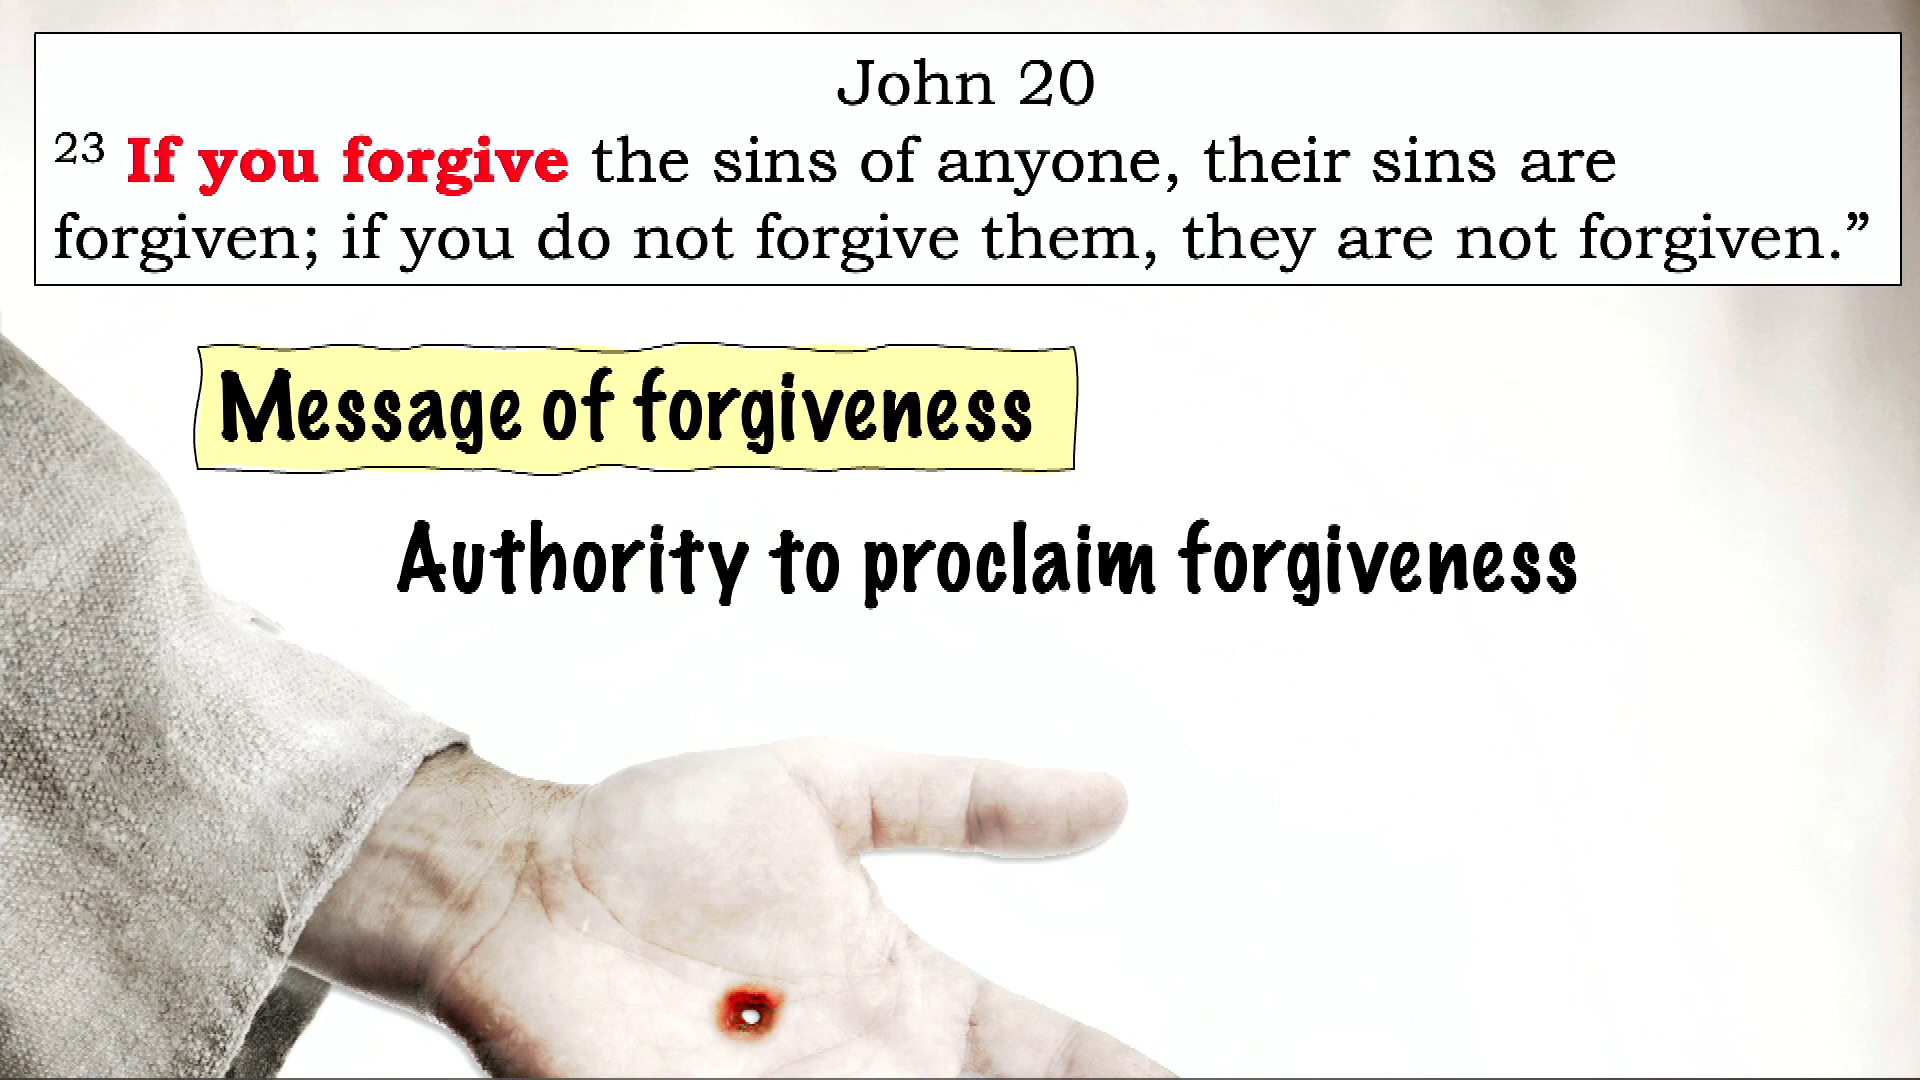 John 20
23 If you forgive the sins of anyone, their sins are
forgiven; if you do not forgive them, they are not forgiven.”
Message of forgiveness
Authority to proclaim forgiveness